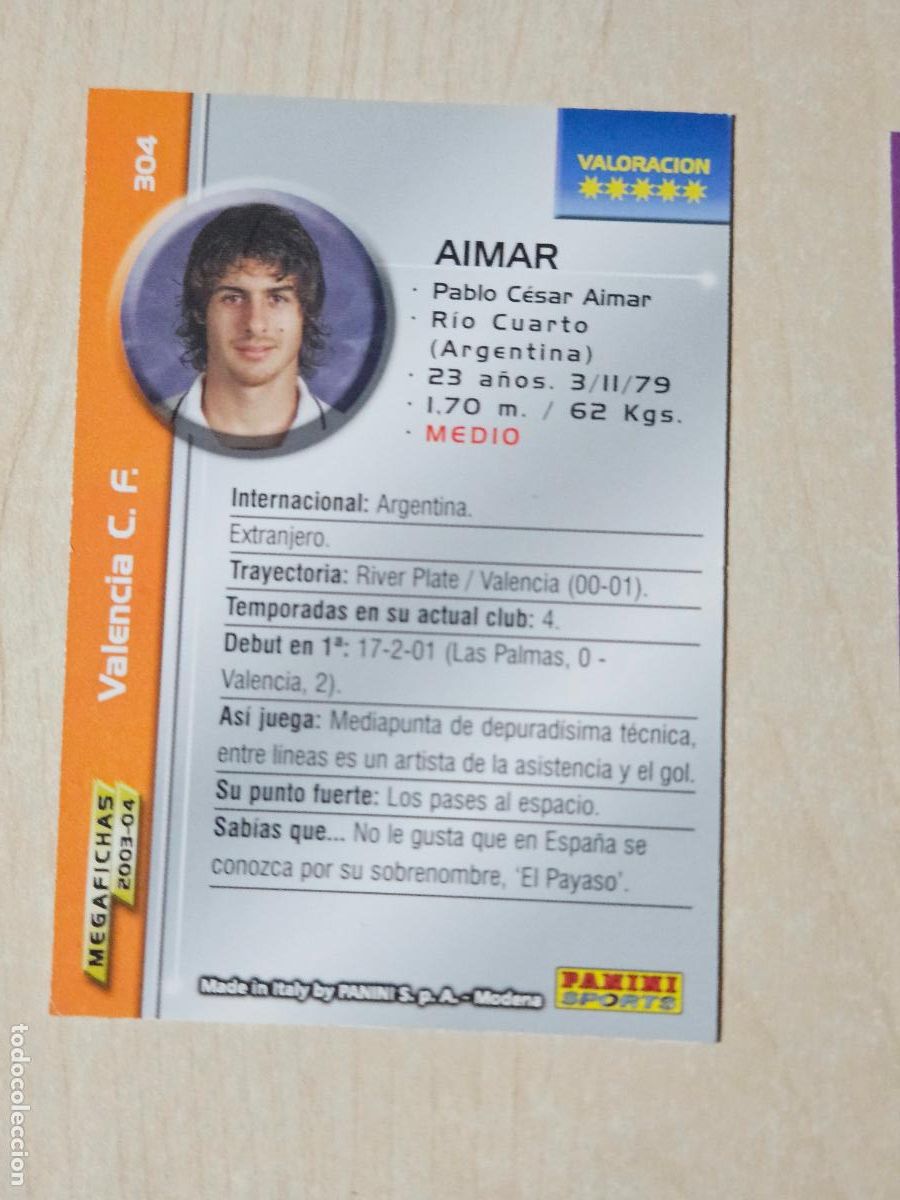 304
Valencia C. F.
MEGAFICHAS
2003-04
VALORACION
AIMAR
· Pablo César Aimar
· Río Cuarto
(Argentina)
· 23 años. 3/11/79
· 1,70 m. / 62 Kgs.
· MEDIO
Internacional: Argentina.
Extranjero.
Trayectoria: River Plate / Valencia (00-01).
Temporadas en su actual club: 4.
Debut en 1ª: 17-2-01 (Las Palmas, 0 -
Valencia, 2).
Así juega: Mediapunta de depuradísima técnica,
entre líneas es un artista de la asistencia y el gol.
Su punto fuerte: Los pases al espacio.
Sabías que... No le gusta que en España se
conozca por su sobrenombre, ‘El Payaso’.
Made in Italy by PANINI S. p. A. - Modena
PANINI
SPORTS
todocoleccion